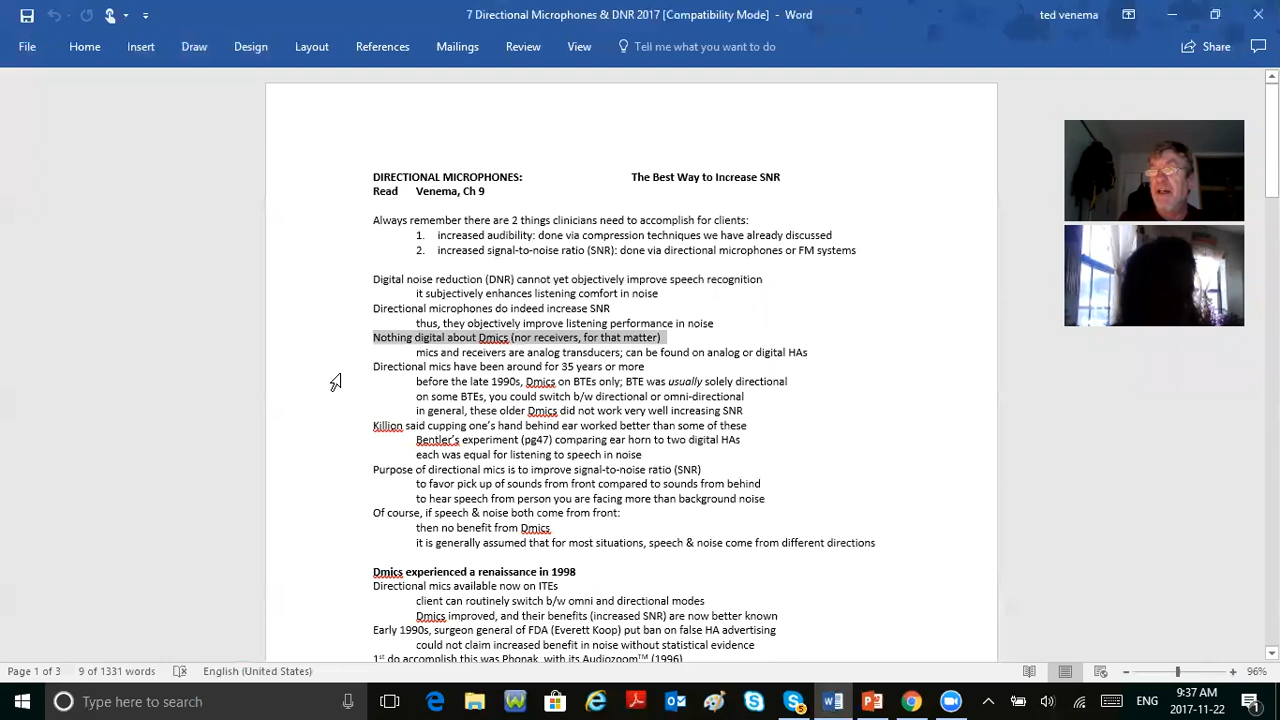 7 Directional Microphones & DNR 2017 [Compatibility Mode] - Word
ted venema
File Home Insert Draw Design Layout References Mailings Review View Tell me what you want to do Share
DIRECTIONAL MICROPHONES: The Best Way to Increase SNR
Read Venema, Ch 9
Always remember there are 2 things clinicians need to accomplish for clients:
1. increased audibility: done via compression techniques we have already discussed
2. increased signal-to-noise ratio (SNR): done via directional microphones or FM systems
Digital noise reduction (DNR) cannot yet objectively improve speech recognition
it subjectively enhances listening comfort in noise
Directional microphones do indeed increase SNR
thus, they objectively improve listening performance in noise
Nothing digital about Dmics (nor receivers, for that matter)
mics and receivers are analog transducers; can be found on analog or digital HAs
Directional mics have been around for 35 years or more
before the late 1990s, Dmics on BTEs only; BTE was usually solely directional
on some BTEs, you could switch b/w directional or omni-directional
in general, these older Dmics did not work very well increasing SNR
Killion said cupping one's hand behind ear worked better than some of these
Bentler's experiment (pg47) comparing ear horn to two digital HAs
each was equal for listening to speech in noise
Purpose of directional mics is to improve signal-to-noise ratio (SNR)
to favor pick up of sounds from front compared to sounds from behind
to hear speech from person you are facing more than background noise
Of course, if speech & noise both come from front:
then no benefit from Dmics
it is generally assumed that for most situations, speech & noise come from different directions
Dmics experienced a renaissance in 1998
Directional mics available now on ITEs
client can routinely switch b/w omni and directional modes
Dmics improved, and their benefits (increased SNR) are now better known
Early 1990s, surgeon general of FDA (Everett Koop) put ban on false HA advertising
could not claim increased benefit in noise without statistical evidence
1st do accomplish this was Phonak, with its Audiozoom™ (1996)
Page 1 of 3 9 of 1331 words English (United States) 96%
Type here to search
5
ENG
9:37 AM
2017-11-22
1